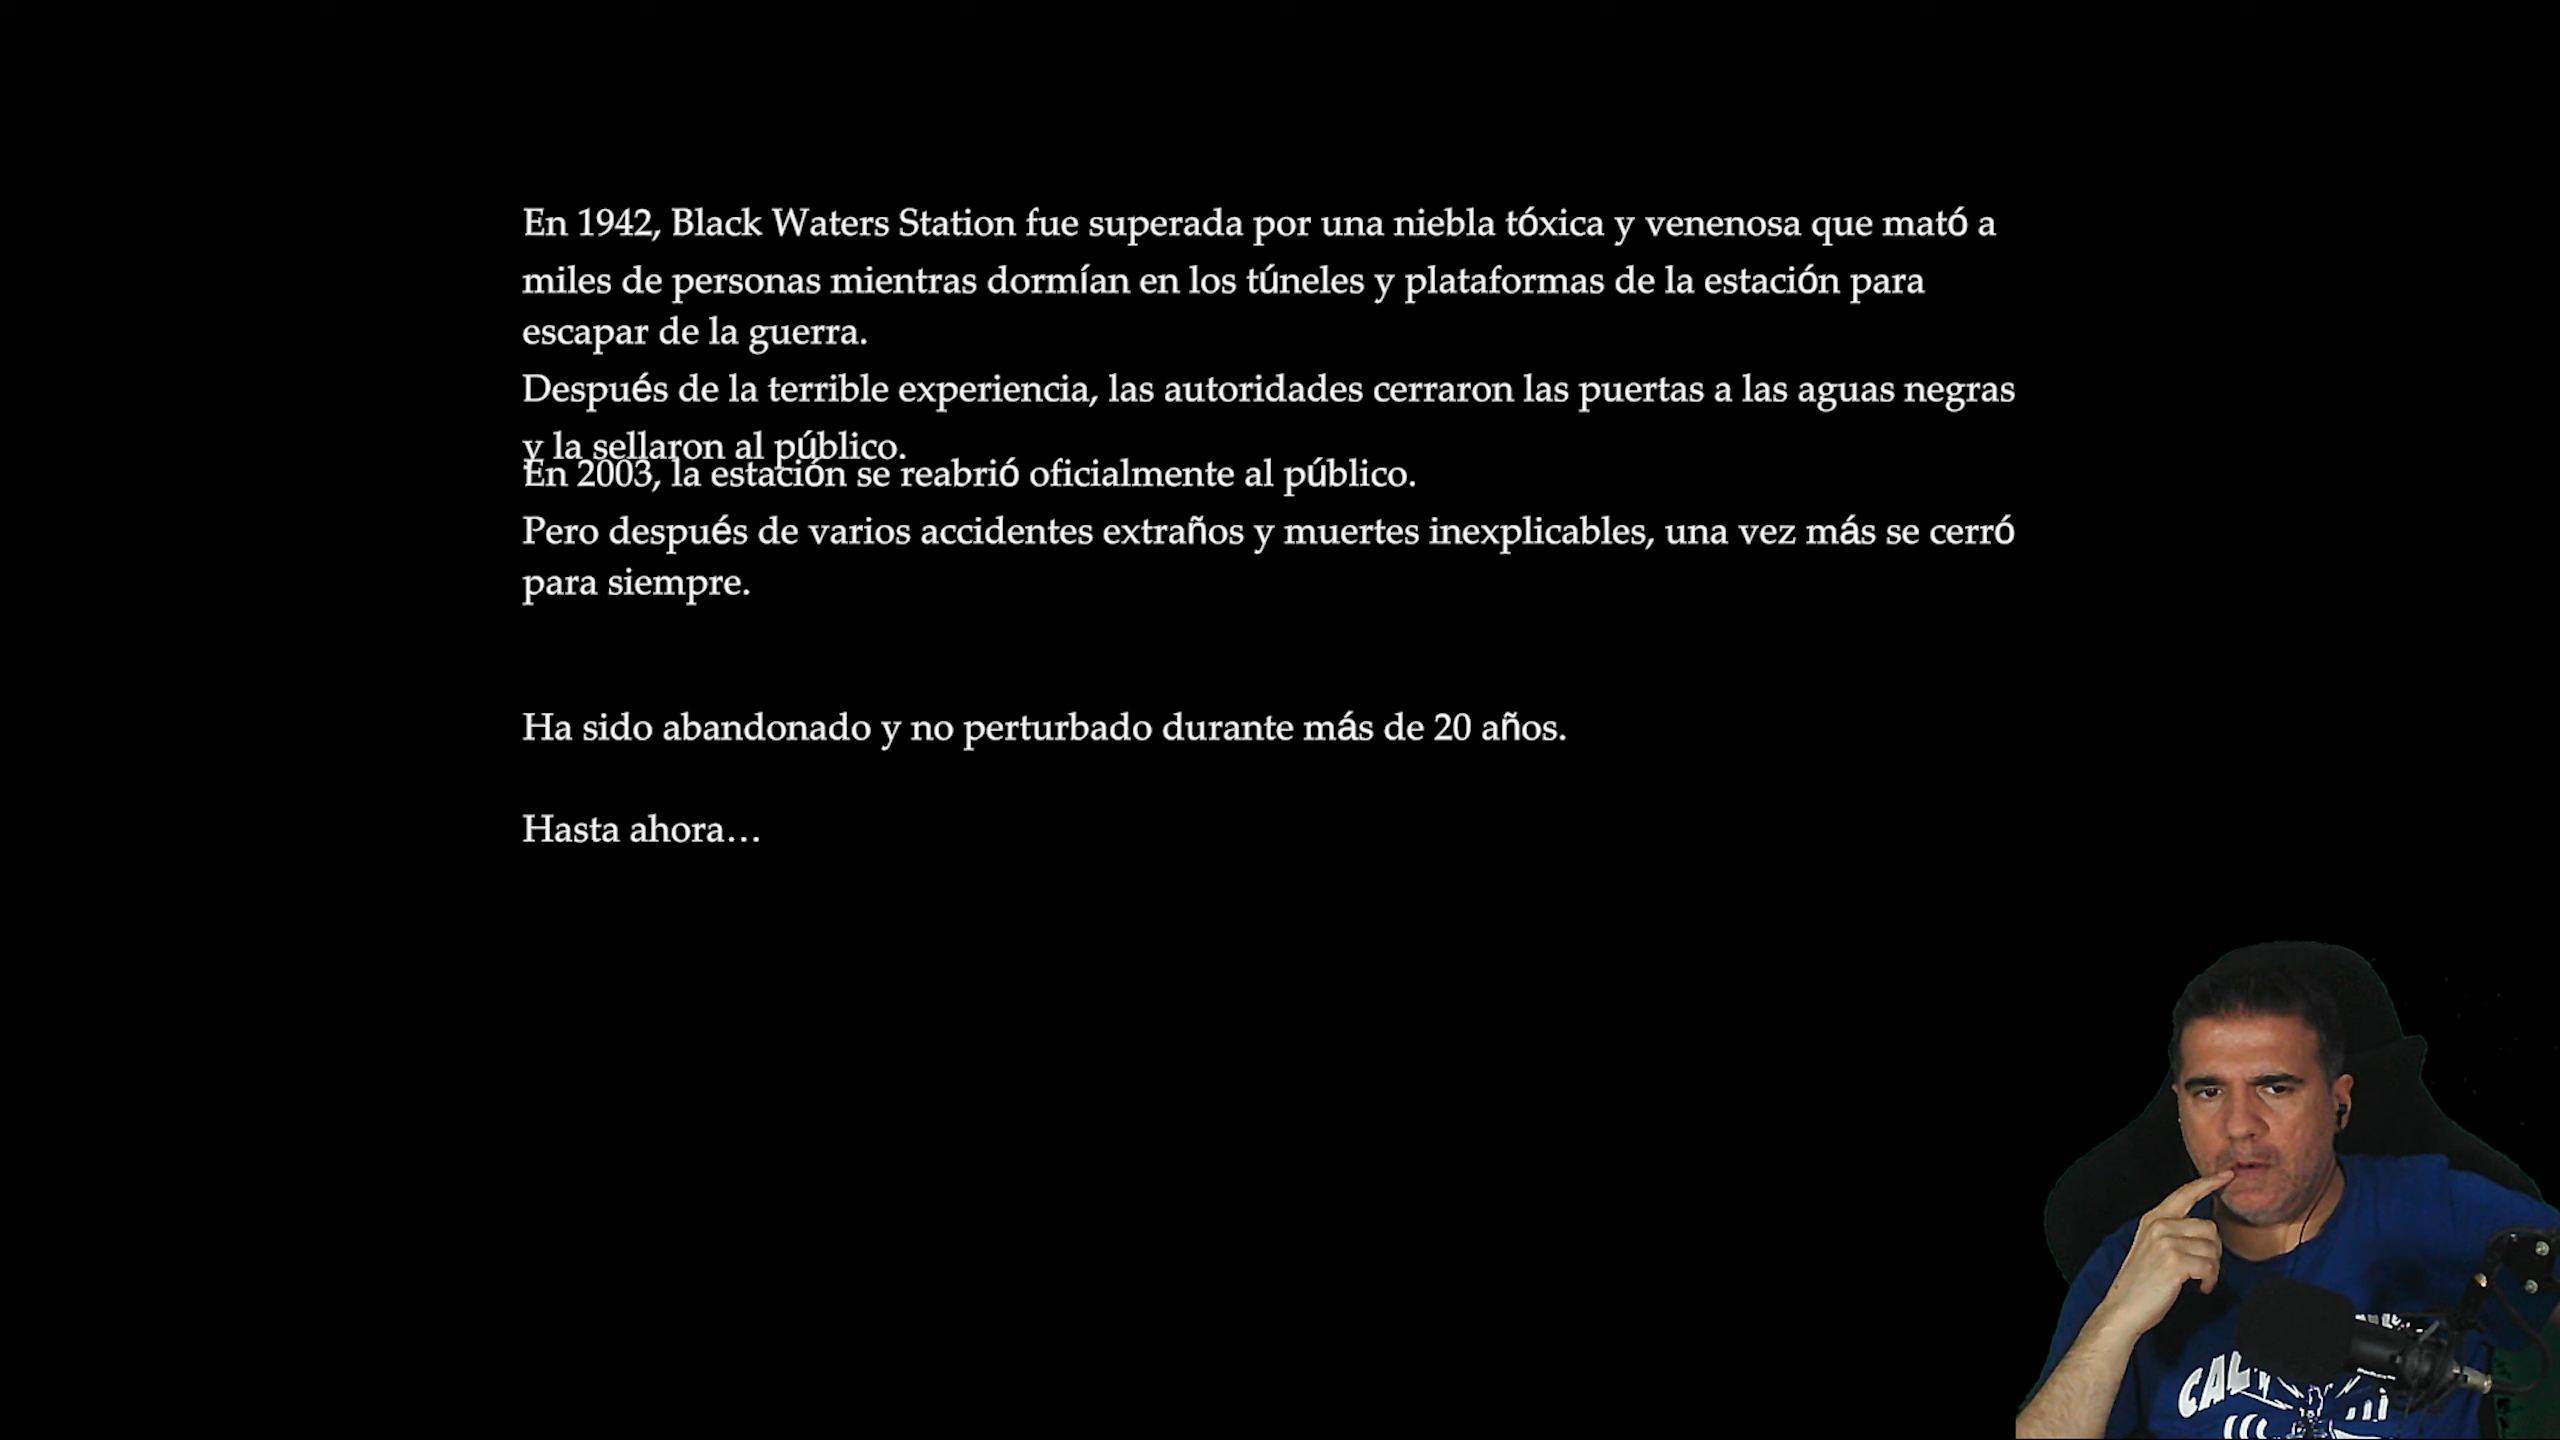 En 1942, Black Waters Station fue superada por una niebla tóxica y venenosa que mató a
miles de personas mientras dormían en los túneles y plataformas de la estación para
escapar de la guerra.
Después de la terrible experiencia, las autoridades cerraron las puertas a las aguas negras
y la sellaron al público.
En 2003, la estación se reabrió oficialmente al público.
Pero después de varios accidentes extraños y muertes inexplicables, una vez más se cerró
para siempre.
Ha sido abandonado y no perturbado durante más de 20 años.
Hasta ahora…